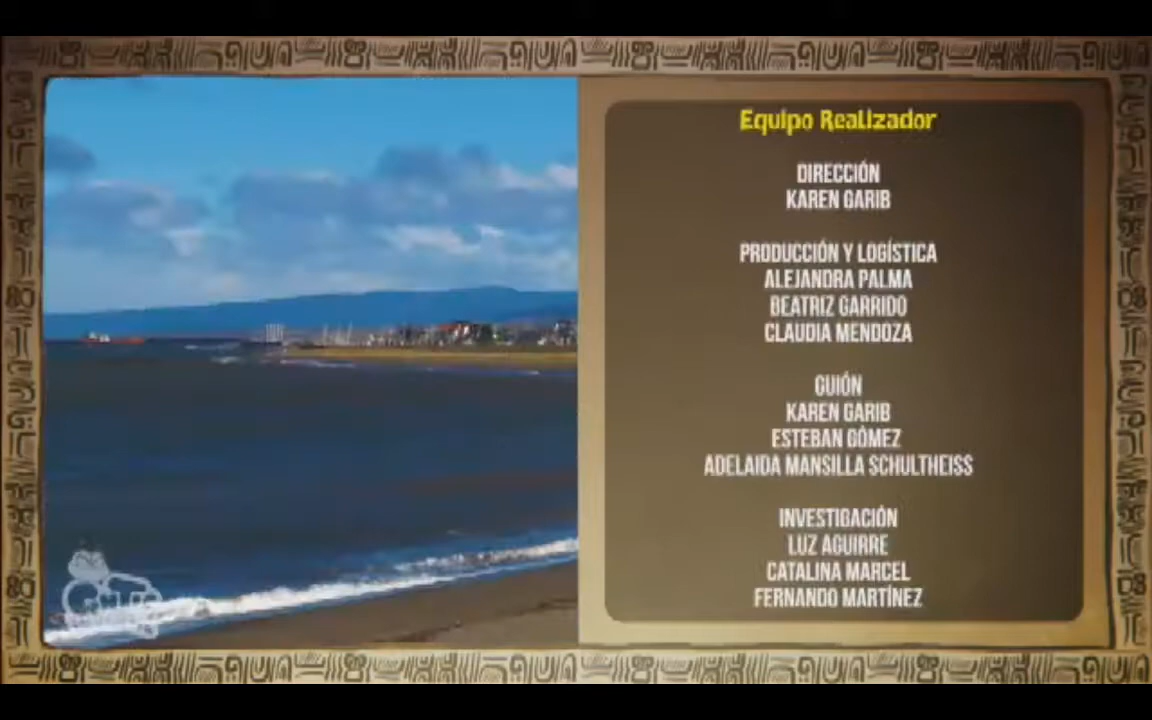 Equipo Realizador
DIRECCIÓN
KAREN GARIB
PRODUCCIÓN Y LOGÍSTICA
ALEJANDRA PALMA
BEATRIZ GARRIDO
CLAUDIA MENDOZA
GUIÓN
KAREN GARIB
ESTEBAN GÓMEZ
ADELAIDA MANSILLA SCHULTHEISS
INVESTIGACIÓN
LUZ AGUIRRE
CATALINA MARCEL
FERNANDO MARTÍNEZ